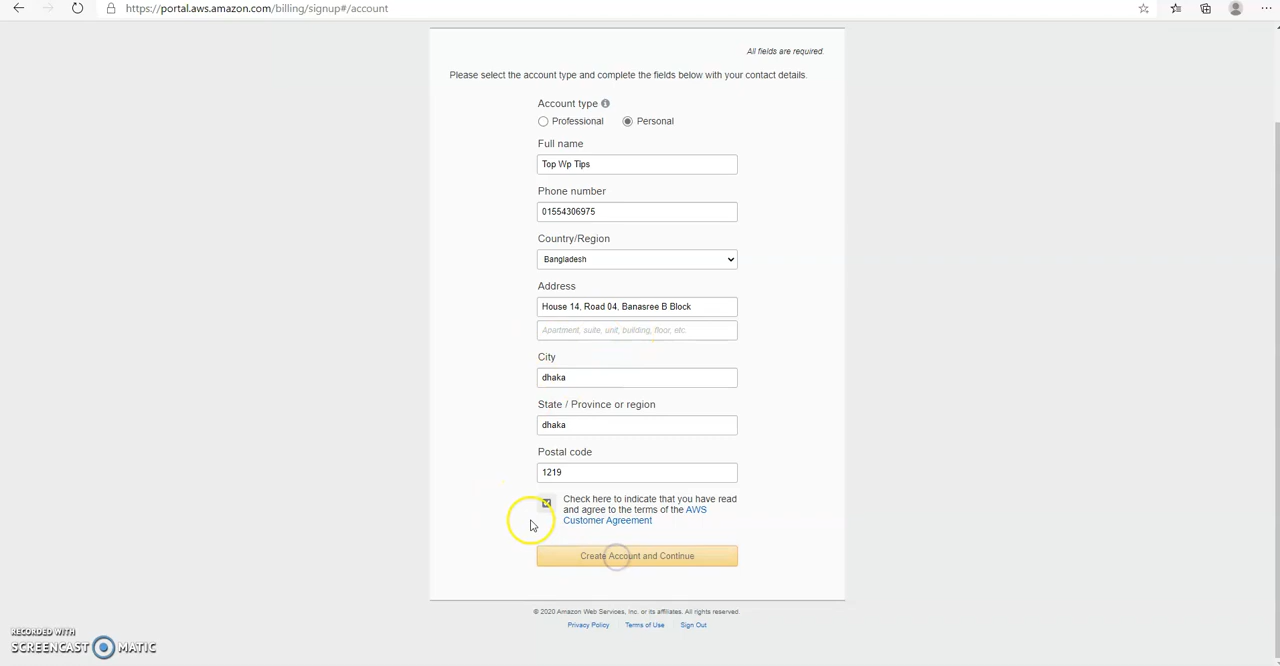 https://portal.aws.amazon.com/billing/signup#/account
All fields are required.
Please select the account type and complete the fields below with your contact details.
Account type
Professional Personal
Full name
Top Wp Tips
Phone number
01554306975
Country/Region
Bangladesh
Address
House 14, Road 04, Banasree B Block
Apartment, suite, unit, building, floor, etc.
City
dhaka
State / Province or region
dhaka
Postal code
1219
Check here to indicate that you have read
and agree to the terms of the AWS
Customer Agreement
Create Account and Continue
© 2020 Amazon Web Services, Inc. or its affiliates. All rights reserved.
Privacy Policy Terms of Use Sign Out
RECORDED WITH
SCREENCAST MATIC